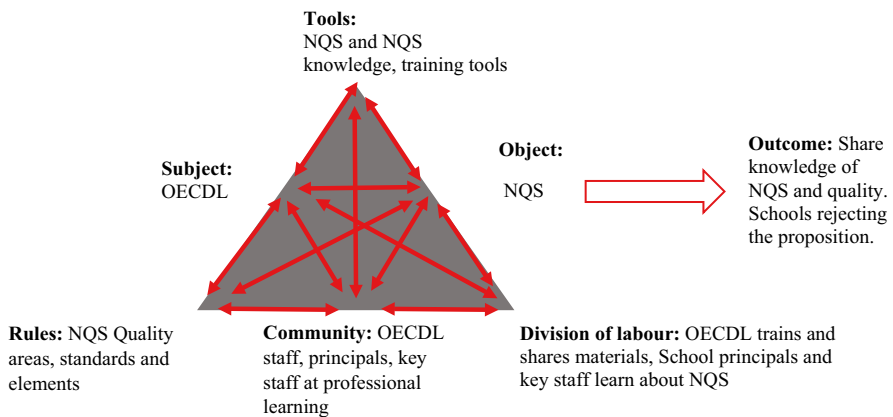 Tools:
NQS and NQS
knowledge, training tools
Subject:
OECDL
Object:
NQS
Outcome: Share
knowledge of
NQS and quality.
Schools rejecting
the proposition.
Rules: NQS Quality
areas, standards and
elements
Community: OECDL
staff, principals, key
staff at professional
learning
Division of labour: OECDL trains and
shares materials, School principals and
key staff learn about NQS